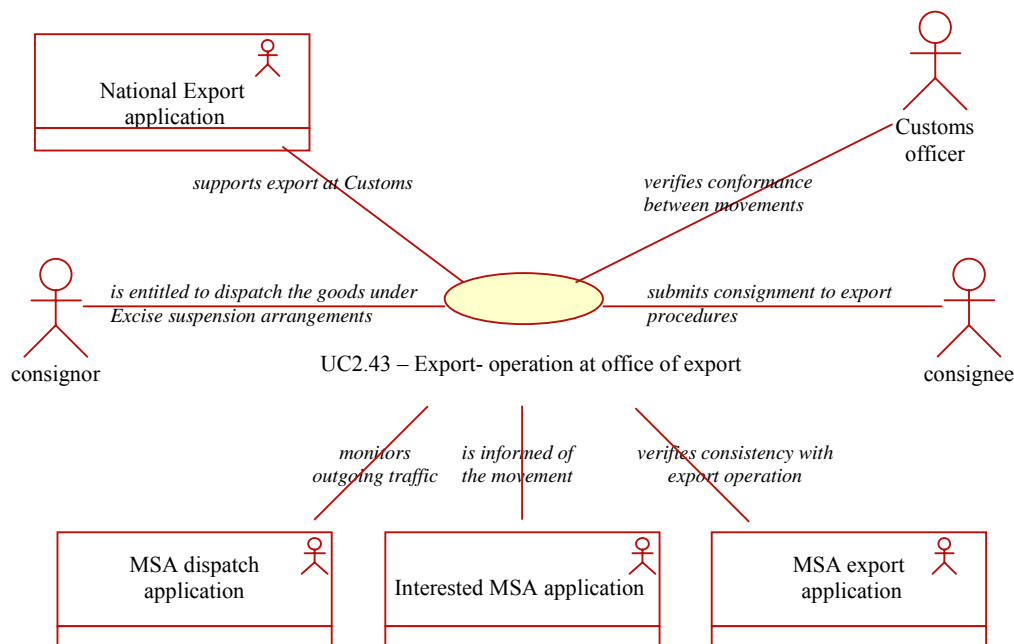 National Export
application
Customs
officer
supports export at Customs
verifies conformance
between movements
is entitled to dispatch the goods under
Excise suspension arrangements
submits consignment to export
procedures
consignor
UC2.43 – Export- operation at office of export
consignee
monitors
outgoing traffic
is informed of
the movement
verifies consistency with
export operation
MSA dispatch
application
Interested MSA application
MSA export
application